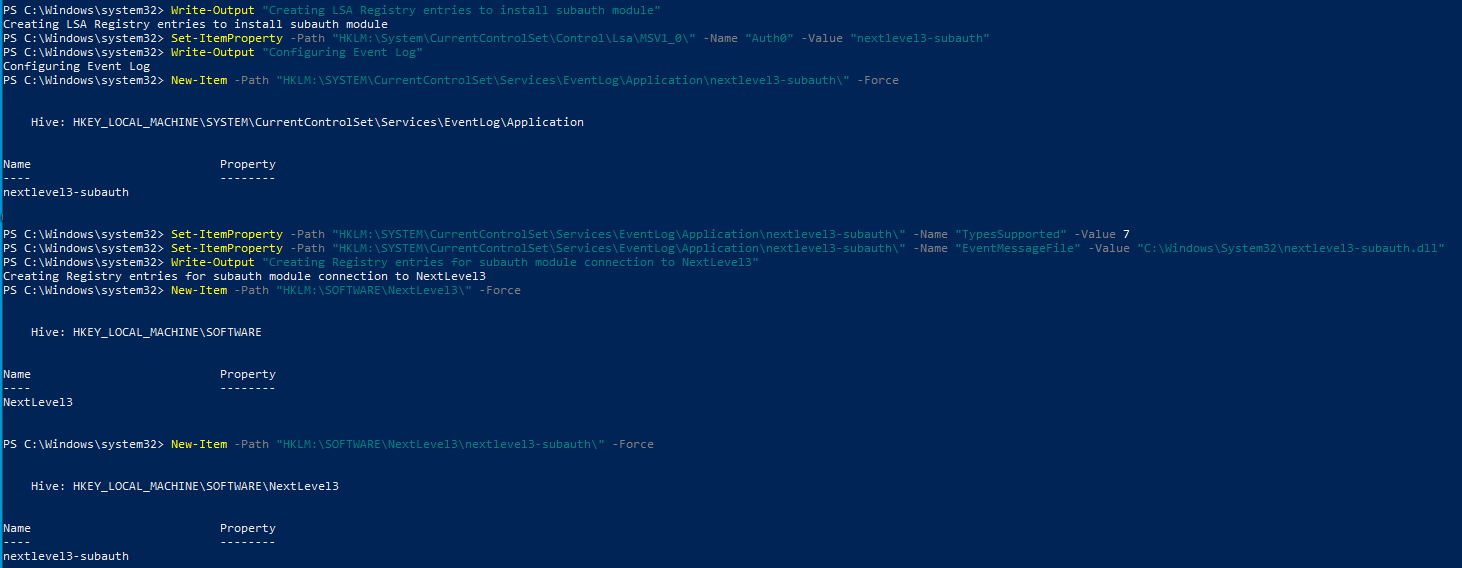 PS C:\Windows\system32> Write-Output "Creating LSA Registry entries to install subauth module"
Creating LSA Registry entries to install subauth module
PS C:\Windows\system32> Set-ItemProperty -Path "HKLM:\System\CurrentControlSet\Control\Lsa\MSV1_0\" -Name "Auth0" -Value "nextlevel3-subauth"
PS C:\Windows\system32> Write-Output "Configuring Event Log"
Configuring Event Log
PS C:\Windows\system32> New-Item -Path "HKLM:\SYSTEM\CurrentControlSet\Services\EventLog\Application\nextlevel3-subauth\" -Force
Hive: HKEY_LOCAL_MACHINE\SYSTEM\CurrentControlSet\Services\EventLog\Application
Name Property
---- --------
nextlevel3-subauth
PS C:\Windows\system32> Set-ItemProperty -Path "HKLM:\SYSTEM\CurrentControlSet\Services\EventLog\Application\nextlevel3-subauth\" -Name "TypesSupported" -Value 7
PS C:\Windows\system32> Set-ItemProperty -Path "HKLM:\SYSTEM\CurrentControlSet\Services\EventLog\Application\nextlevel3-subauth\" -Name "EventMessageFile" -Value "C:\Windows\System32\nextlevel3-subauth.dll"
PS C:\Windows\system32> Write-Output "Creating Registry entries for subauth module connection to NextLevel3"
Creating Registry entries for subauth module connection to NextLevel3
PS C:\Windows\system32> New-Item -Path "HKLM:\SOFTWARE\NextLevel3\" -Force
Hive: HKEY_LOCAL_MACHINE\SOFTWARE
Name Property
---- --------
NextLevel3
PS C:\Windows\system32> New-Item -Path "HKLM:\SOFTWARE\NextLevel3\nextlevel3-subauth\" -Force
Hive: HKEY_LOCAL_MACHINE\SOFTWARE\NextLevel3
Name Property
---- --------
nextlevel3-subauth